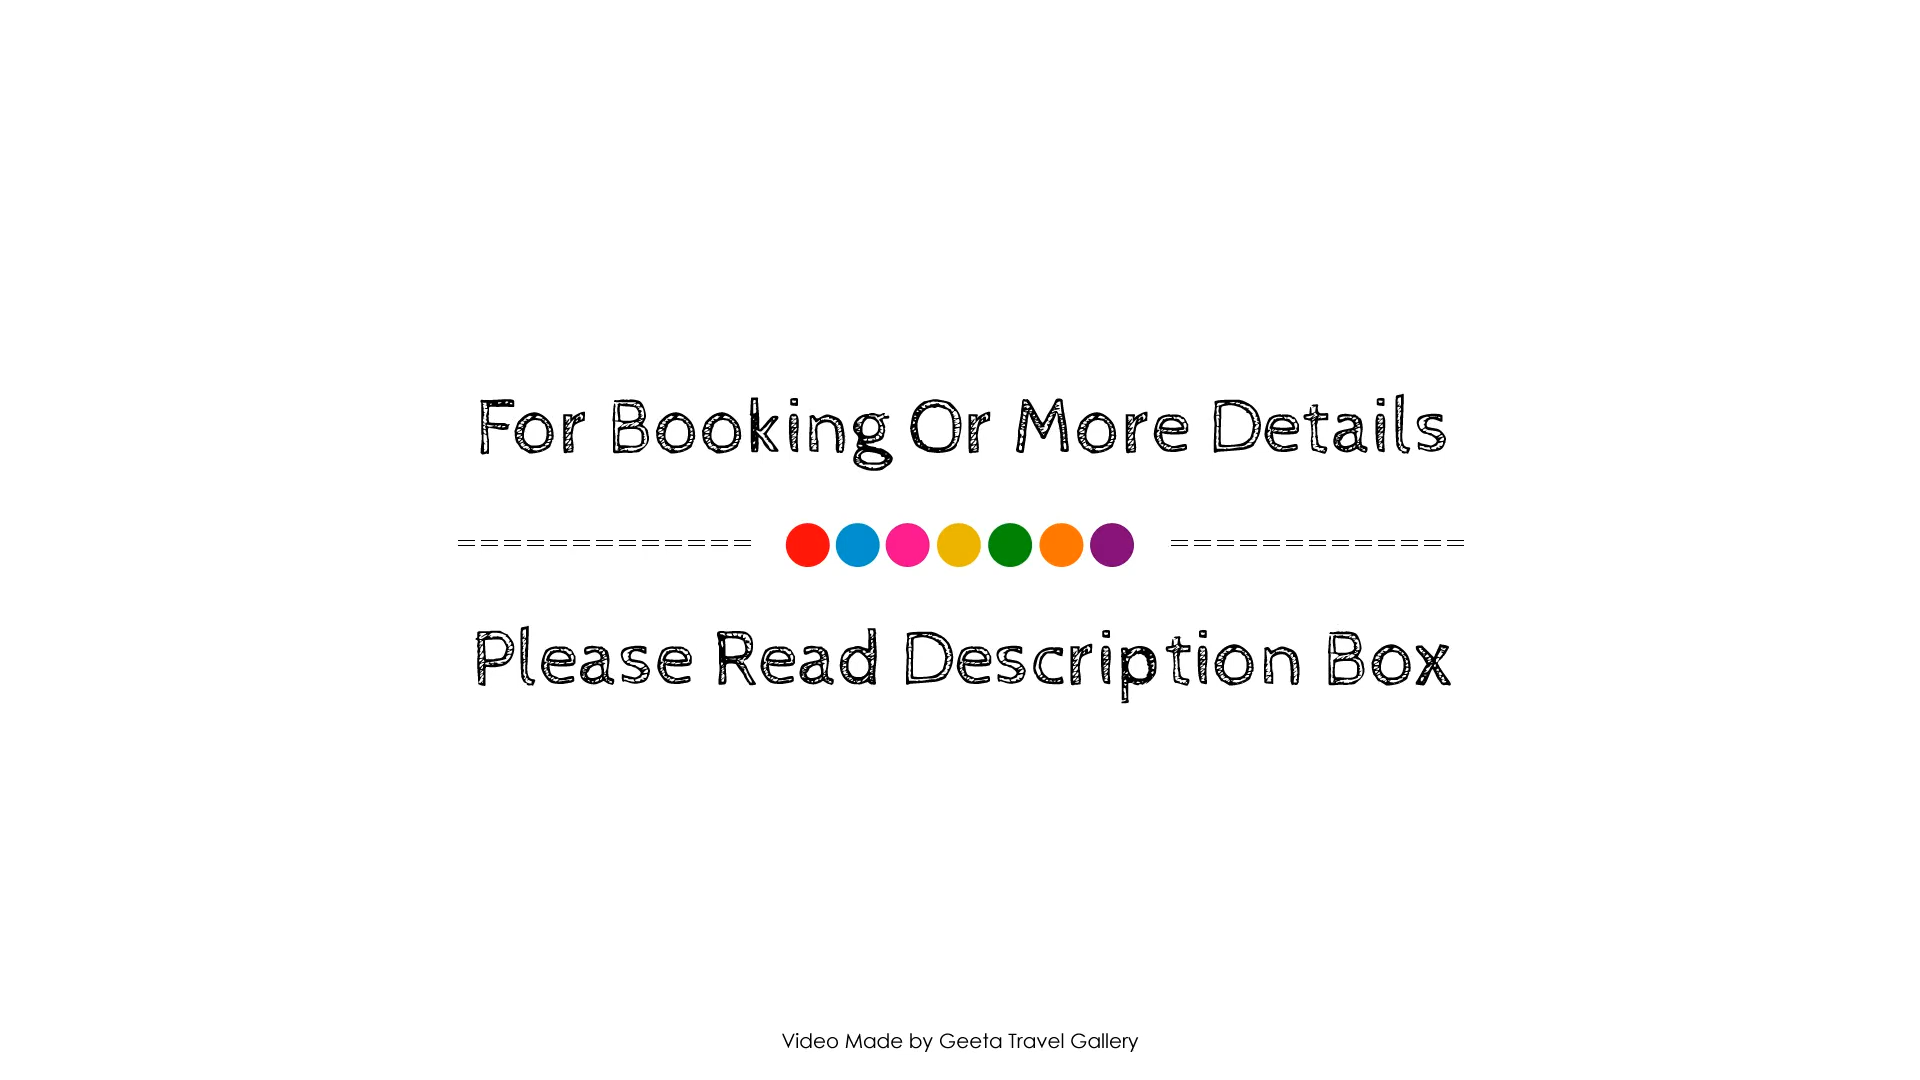 For Booking Or More Details
============= =============
Please Read Description Box
Video Made by Geeta Travel Gallery